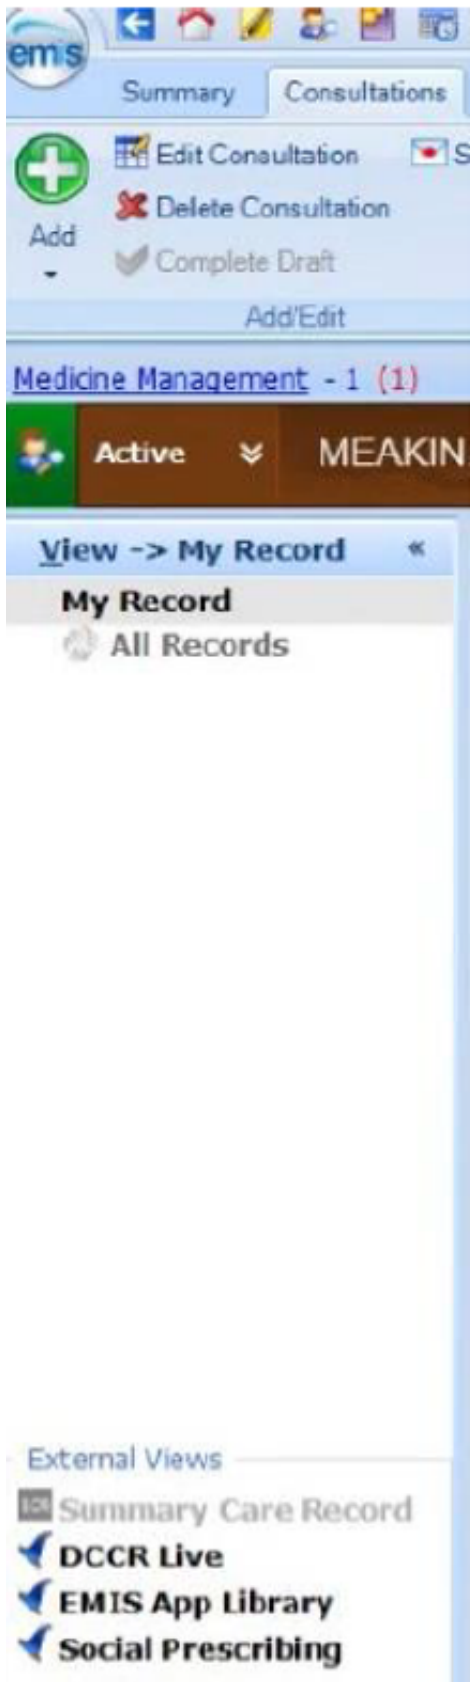 emis
Summary Consultations
Edit Consultation S
Delete Consultation
Add
Complete Draft
Add/Edit
Medicine Management - 1 (1)
Active MEAKIN
View -> My Record «
My Record
All Records
External Views
Summary Care Record
DCCR Live
EMIS App Library
Social Prescribing